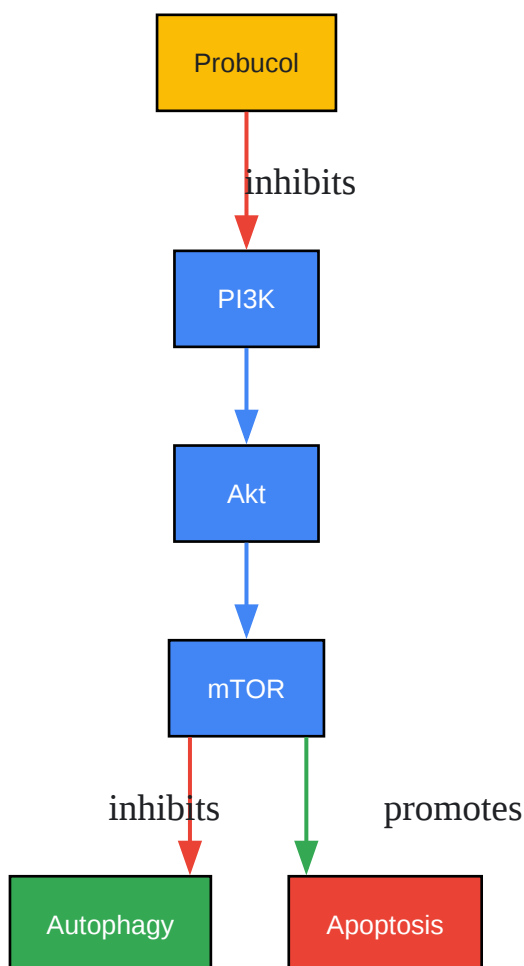 Probucol
inhibits
PI3K
Akt
mTOR
inhibits
promotes
Autophagy
Apoptosis